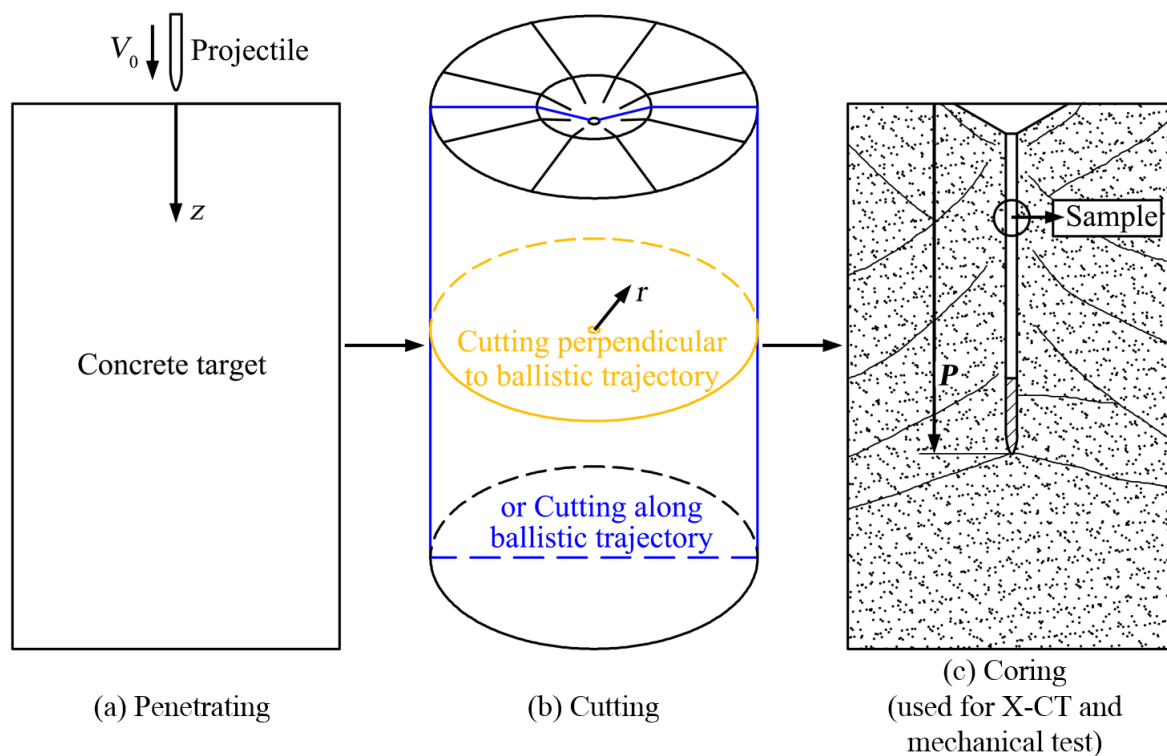 V0
Projectile
z
Concrete target
(a) Penetrating
r
Cutting perpendicular
to ballistic trajectory
or Cutting along
ballistic trajectory
(b) Cutting
Sample
P
(c) Coring
(used for X-CT and
mechanical test)